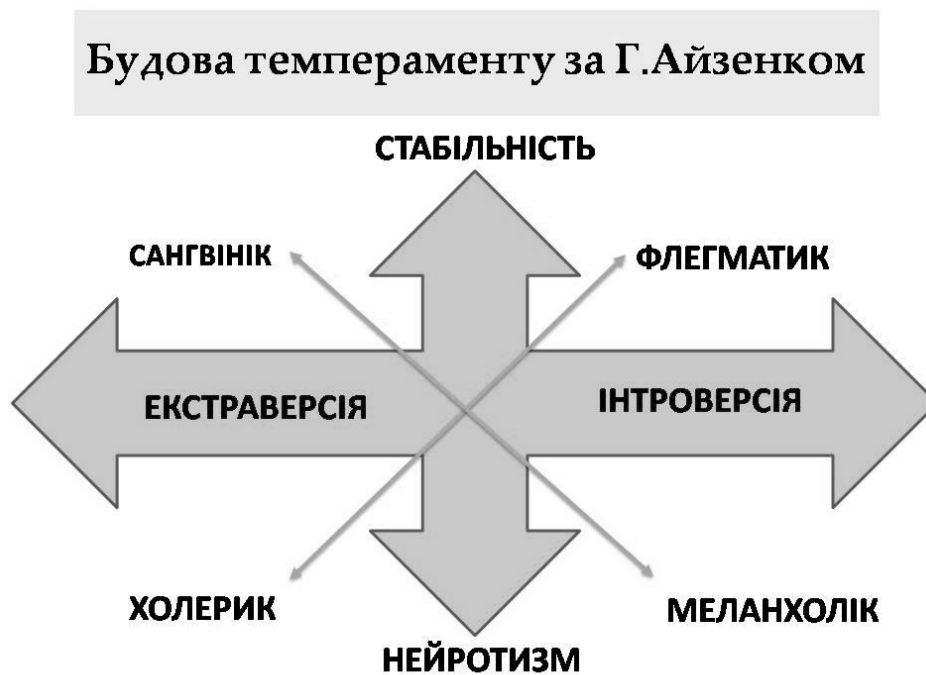 Будова темпераменту за Г.Айзенком
СТАБІЛЬНІСТЬ
САНГВІНІК
ФЛЕГМАТИК
ЕКСТРАВЕРСІЯ
ІНТРОВЕРСІЯ
ХОЛЕРИК
МЕЛАНХОЛІК
НЕЙРОТИЗМ